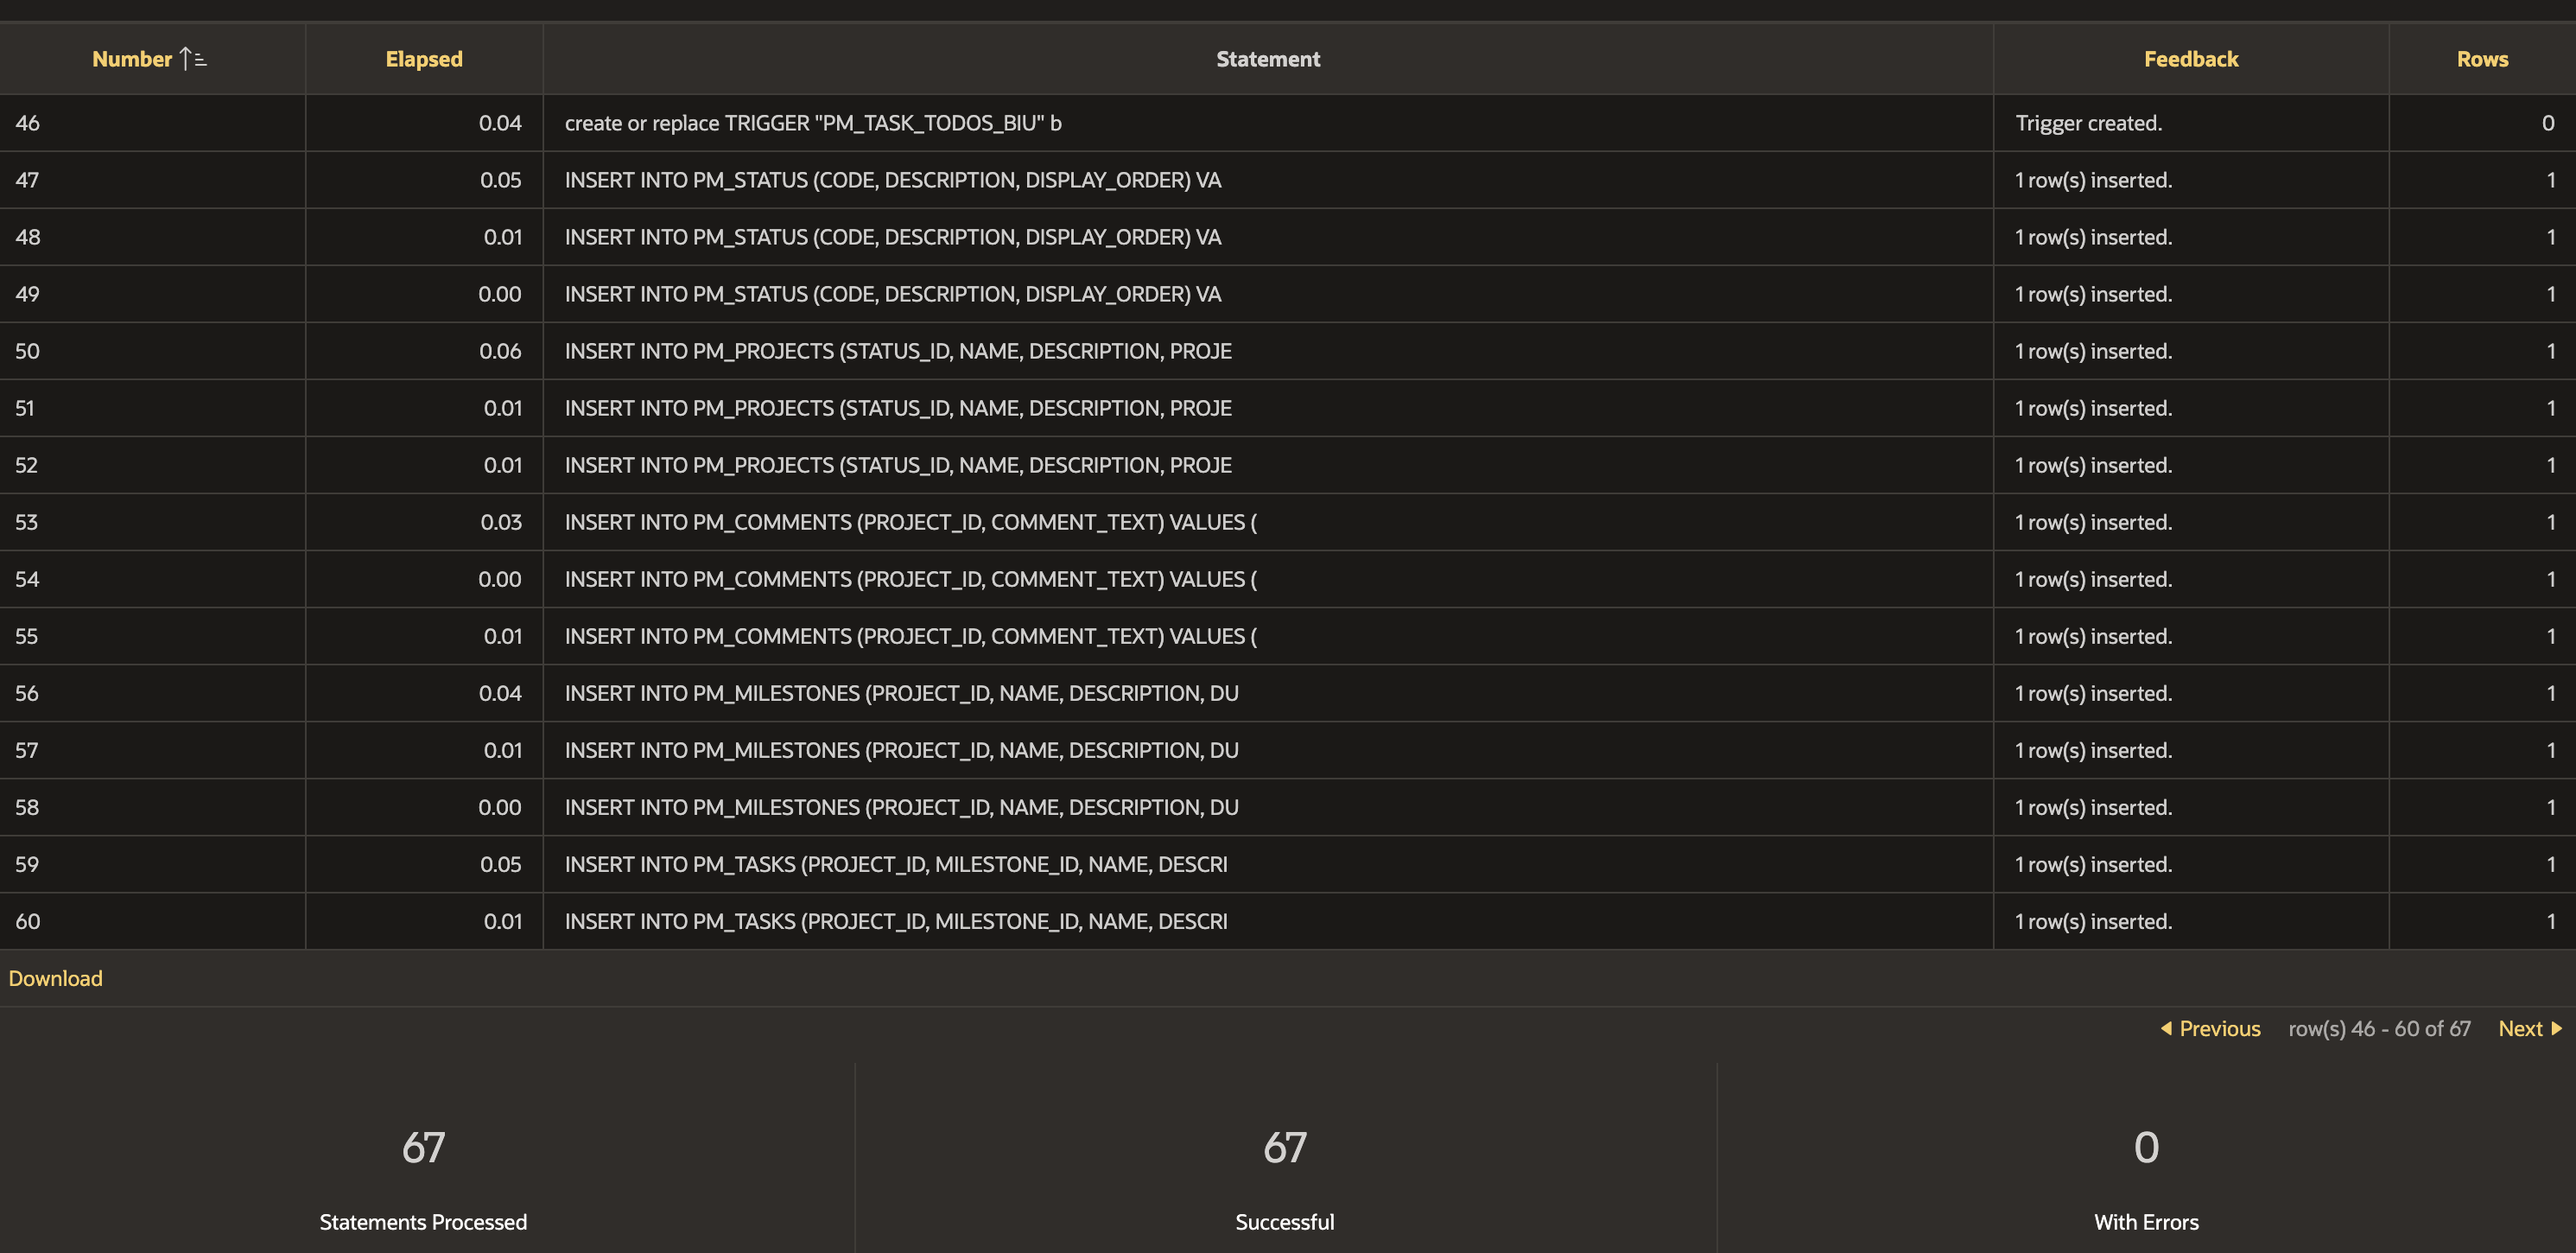 Number Elapsed Statement Feedback Rows
46 0.04 create or replace TRIGGER "PM_TASK_TODOS_BIU" b Trigger created. 0
47 0.05 INSERT INTO PM_STATUS (CODE, DESCRIPTION, DISPLAY_ORDER) VA 1 row(s) inserted. 1
48 0.01 INSERT INTO PM_STATUS (CODE, DESCRIPTION, DISPLAY_ORDER) VA 1 row(s) inserted. 1
49 0.00 INSERT INTO PM_STATUS (CODE, DESCRIPTION, DISPLAY_ORDER) VA 1 row(s) inserted. 1
50 0.06 INSERT INTO PM_PROJECTS (STATUS_ID, NAME, DESCRIPTION, PROJE 1 row(s) inserted. 1
51 0.01 INSERT INTO PM_PROJECTS (STATUS_ID, NAME, DESCRIPTION, PROJE 1 row(s) inserted. 1
52 0.01 INSERT INTO PM_PROJECTS (STATUS_ID, NAME, DESCRIPTION, PROJE 1 row(s) inserted. 1
53 0.03 INSERT INTO PM_COMMENTS (PROJECT_ID, COMMENT_TEXT) VALUES ( 1 row(s) inserted. 1
54 0.00 INSERT INTO PM_COMMENTS (PROJECT_ID, COMMENT_TEXT) VALUES ( 1 row(s) inserted. 1
55 0.01 INSERT INTO PM_COMMENTS (PROJECT_ID, COMMENT_TEXT) VALUES ( 1 row(s) inserted. 1
56 0.04 INSERT INTO PM_MILESTONES (PROJECT_ID, NAME, DESCRIPTION, DU 1 row(s) inserted. 1
57 0.01 INSERT INTO PM_MILESTONES (PROJECT_ID, NAME, DESCRIPTION, DU 1 row(s) inserted. 1
58 0.00 INSERT INTO PM_MILESTONES (PROJECT_ID, NAME, DESCRIPTION, DU 1 row(s) inserted. 1
59 0.05 INSERT INTO PM_TASKS (PROJECT_ID, MILESTONE_ID, NAME, DESCRI 1 row(s) inserted. 1
60 0.01 INSERT INTO PM_TASKS (PROJECT_ID, MILESTONE_ID, NAME, DESCRI 1 row(s) inserted. 1
Download
Previous row(s) 46 - 60 of 67 Next
67 67 0
Statements Processed Successful With Errors